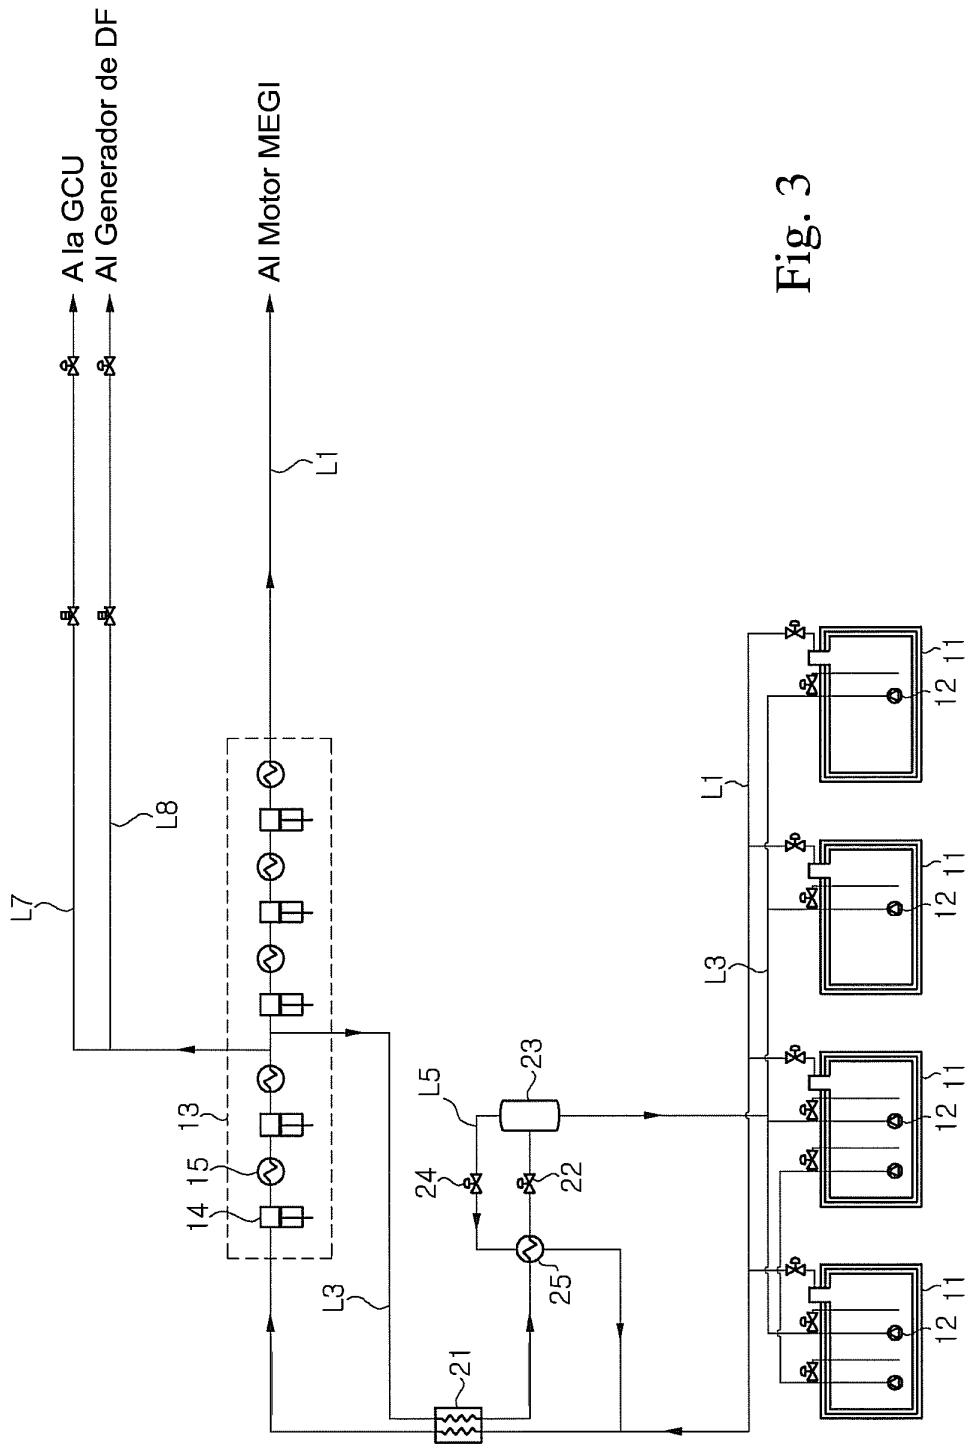 A la GCU
Al Generador de DF
Al Motor MEGI
Fig. 3
L1
L7
L8
13
15
14
L3
21
L5
23
24
22
25
L1
L3
11
12
11
12
11
12
11
12